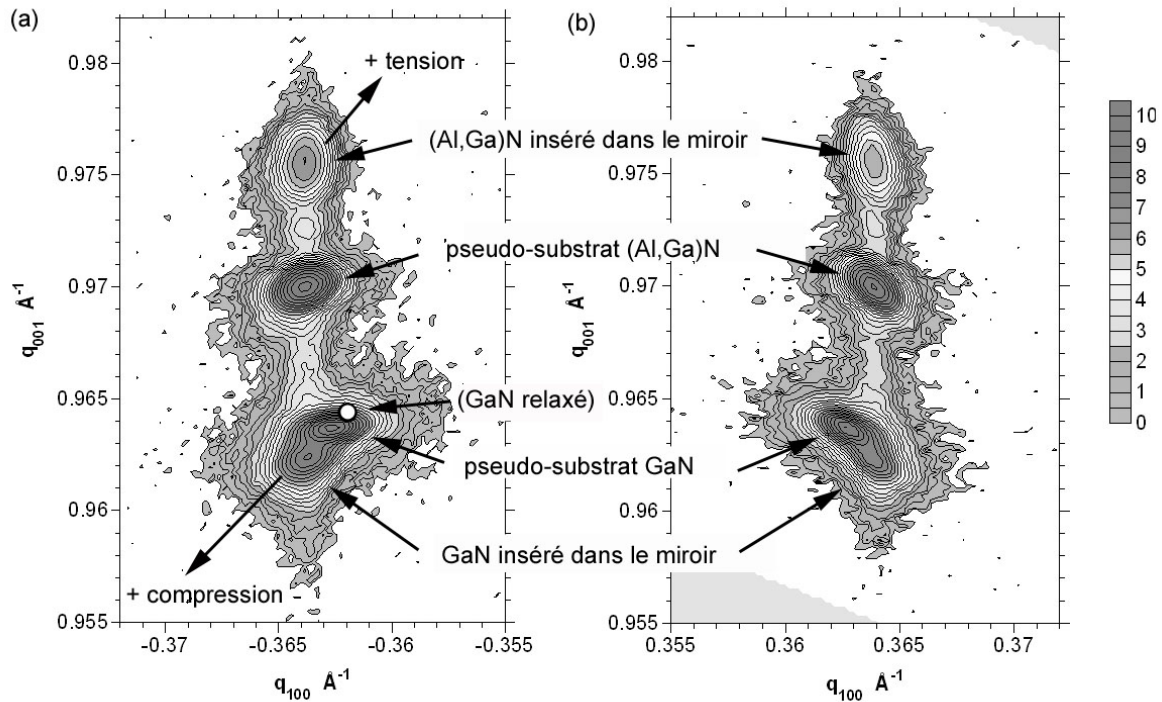 (a)
(b)
0.98
0.975
0.97
0.965
0.96
0.955
q001 Å-1
-0.37
-0.365
-0.36
-0.355
q100 Å-1
+ tension
(Al,Ga)N inséré dans le miroir
pseudo-substrat (Al,Ga)N
(GaN relaxé)
pseudo-substrat GaN
GaN inséré dans le miroir
+ compression
0.98
0.975
0.97
0.965
0.96
0.955
q001 Å-1
0.355
0.36
0.365
0.37
q100 Å-1
10
9
8
7
6
5
4
3
2
1
0